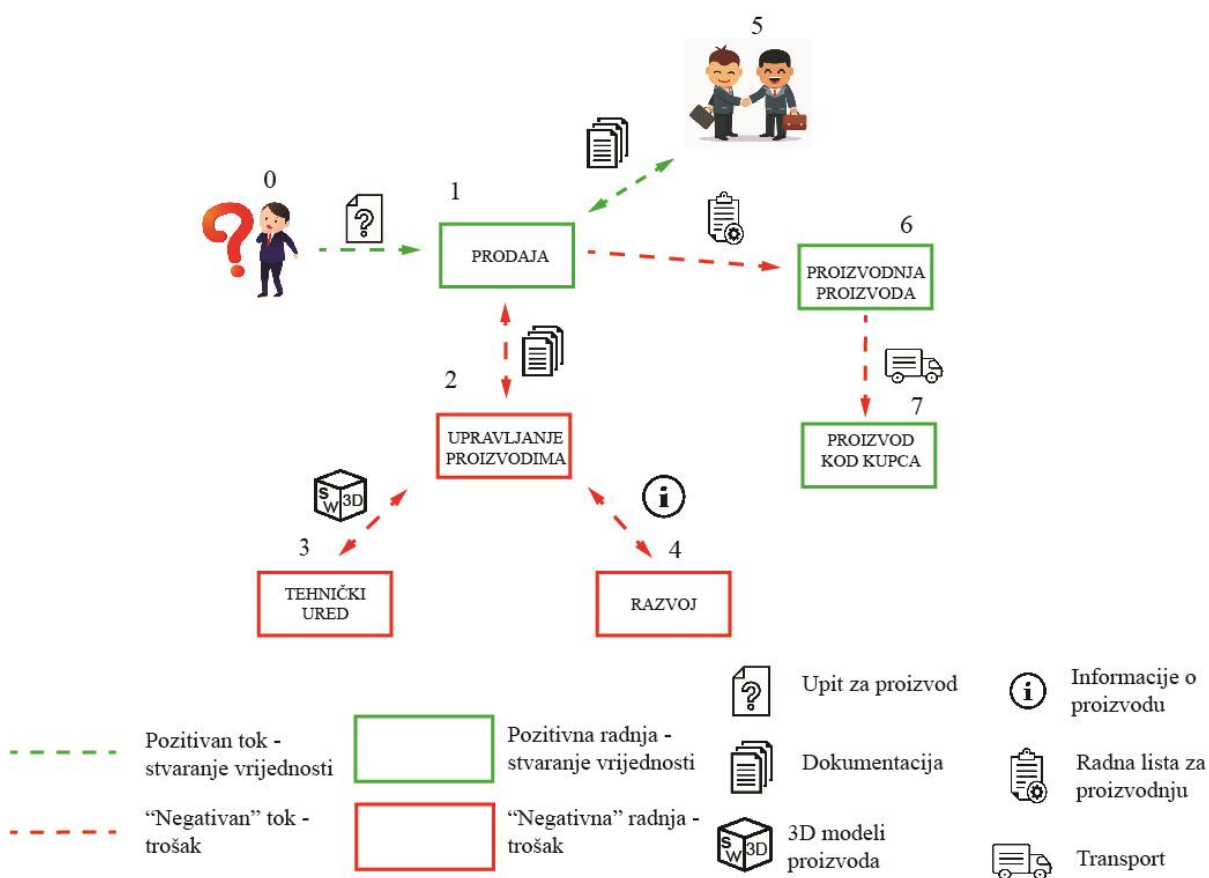 5
0
1
PRODAJA
6
PROIZVODNJA
PROIZVODA
2
UPRAVLJANJE
PROIZVODIMA
7
PROIZVOD
KOD KUPCA
S
W
3D
i
3
TEHNIČKI
URED
4
RAZVOJ
Pozitivan tok -
stvaranje vrijednosti
Pozitivna radnja -
stvaranje vrijednosti
“Negativan” tok -
trošak
“Negativna” radnja -
trošak
Upit za proizvod
Dokumentacija
S
W
3D
3D modeli
proizvoda
i
Informacije o
proizvodu
Radna lista za
proizvodnju
Transport